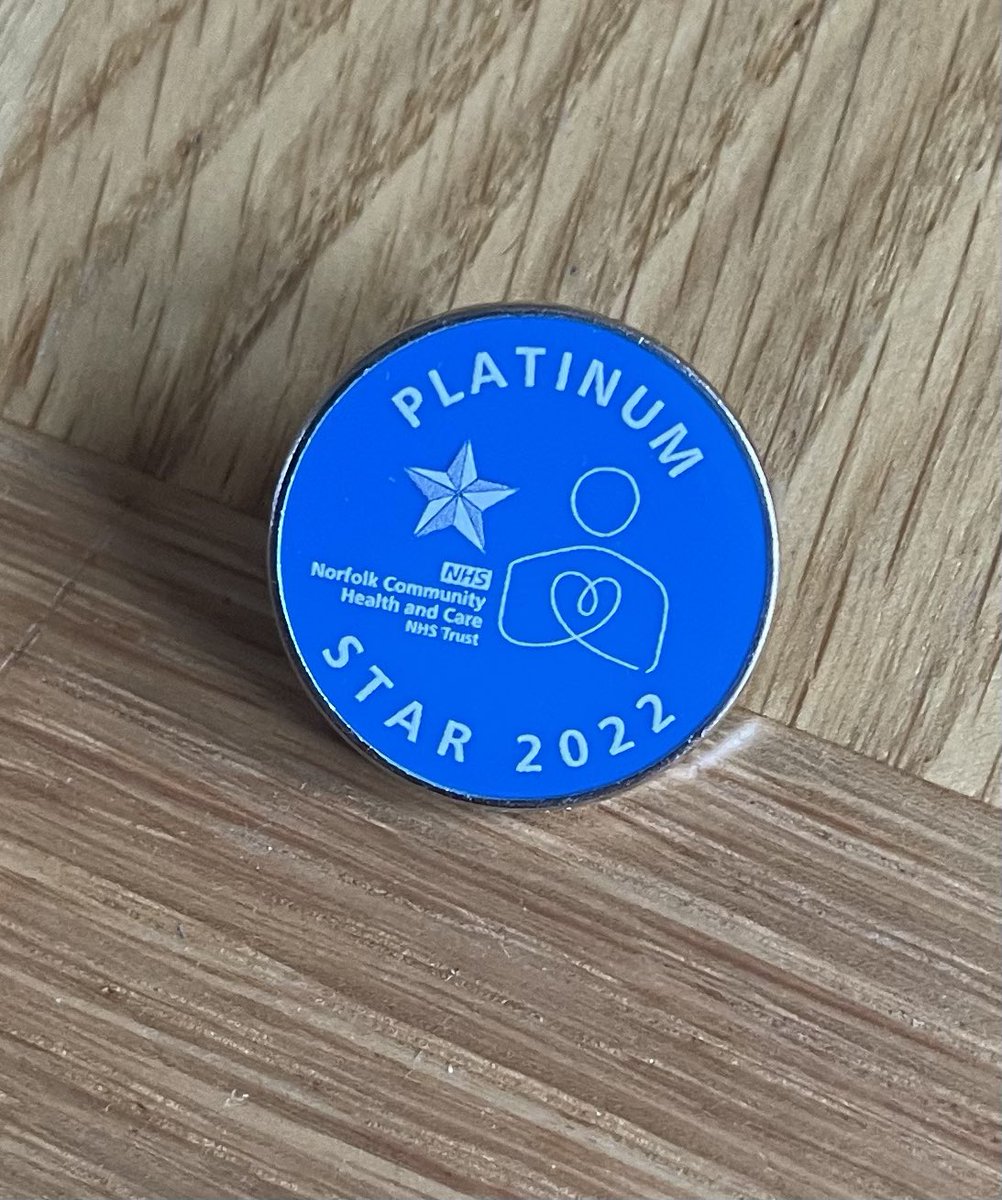 PLATINUM
NHS
Norfolk Community
Health and Care
NHS Trust
STAR 2022